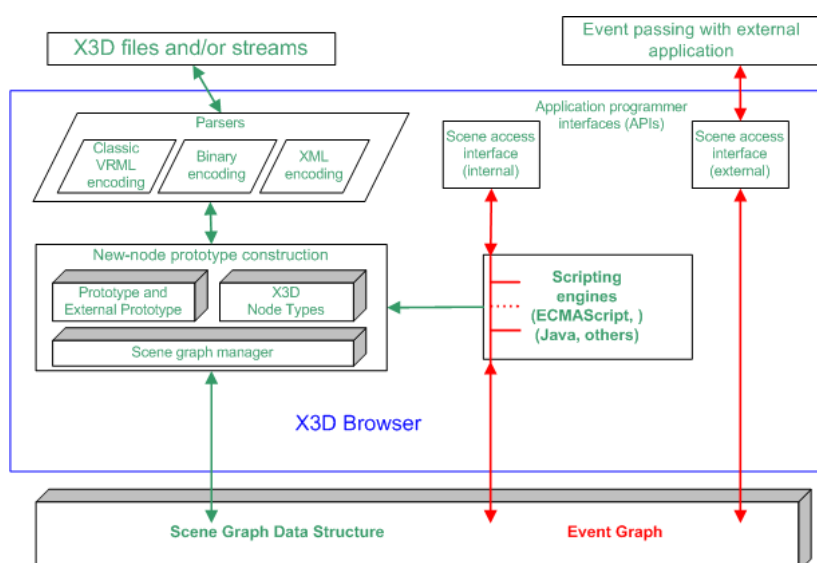 X3D files and/or streams
Event passing with external
application
Application programmer
interfaces (APIs)
Parsers
Classic
VRML
encoding
Binary
encoding
XML
encoding
Scene access
interface
(internal)
Scene access
interface
(external)
New-node prototype construction
Prototype and
External Prototype
X3D
Node Types
Scene graph manager
Scripting
engines
(ECMAScript, )
(Java, others)
X3D Browser
Scene Graph Data Structure
Event Graph